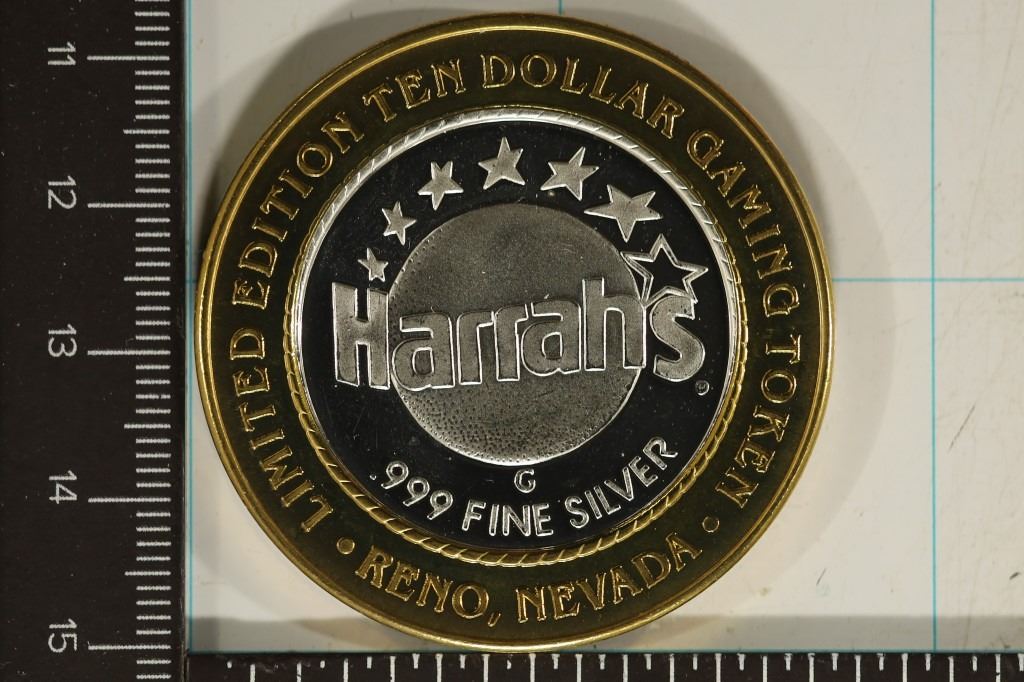 11
12
13
14
15
LIMITED EDITION TEN DOLLAR GAMING TOKEN
Harrah's
G
.999 FINE SILVER
• RENO, NEVADA •